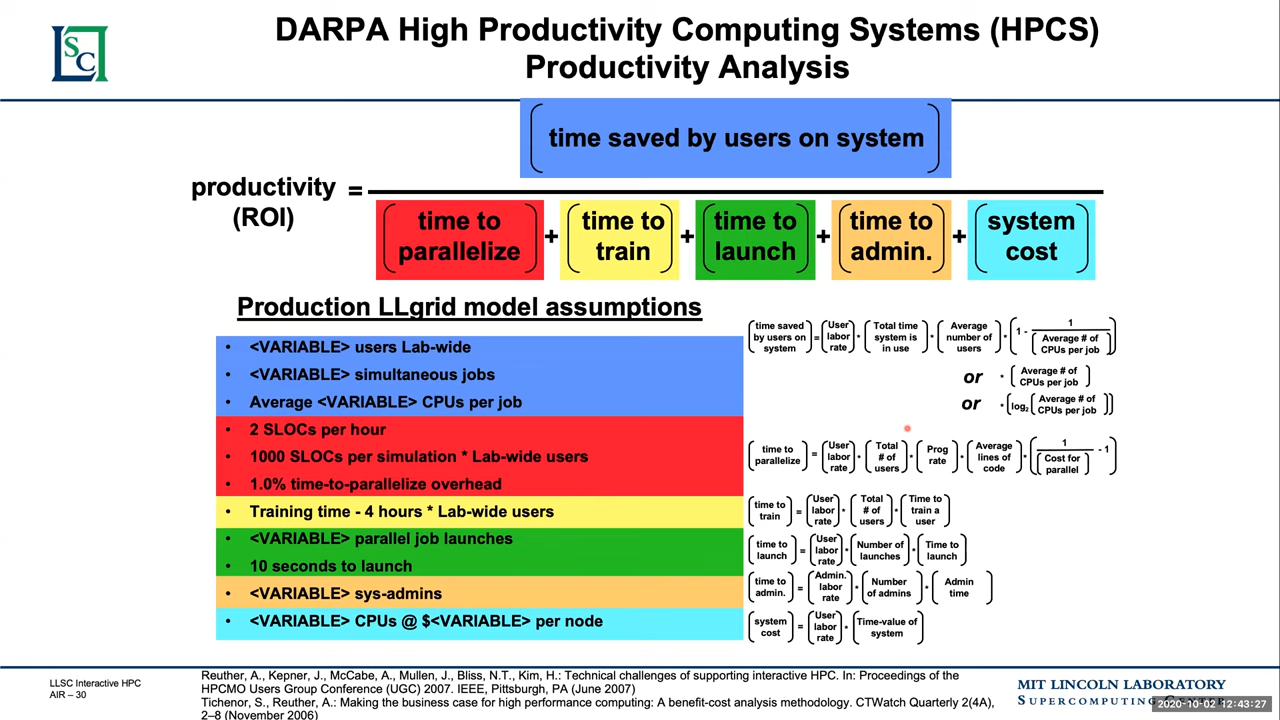 DARPA High Productivity Computing Systems (HPCS)
Productivity Analysis
LSC
time saved by users on system
productivity
(ROI)
=
time to
parallelize
+
time to
train
+
time to
launch
+
time to
admin.
+
system
cost
Production LLgrid model assumptions
• <VARIABLE> users Lab-wide
• <VARIABLE> simultaneous jobs
• Average <VARIABLE> CPUs per job
• 2 SLOCs per hour
• 1000 SLOCs per simulation * Lab-wide users
• 1.0% time-to-parallelize overhead
• Training time - 4 hours * Lab-wide users
• <VARIABLE> parallel job launches
• 10 seconds to launch
• <VARIABLE> sys-admins
• <VARIABLE> CPUs @ $<VARIABLE> per node
time saved
by users on
system
=
User
labor
rate
*
Total time
system is
in use
*
Average
number of
users
*
1 -
1
Average # of
CPUs per job
or
*
Average # of
CPUs per job
or
*
log2
Average # of
CPUs per job
time to
parallelize
=
User
labor
rate
*
Total
# of
users
*
Prog
rate
*
Average
lines of
code
*
1
Cost for
parallel
- 1
time to
train
=
User
labor
rate
*
Total
# of
users
*
Time to
train a
user
time to
launch
=
User
labor
rate
*
Number of
launches
*
Time to
launch
time to
admin.
=
Admin.
labor
rate
*
Number
of admins
*
Admin
time
system
cost
=
User
labor
rate
*
Time-value of
system
LLSC Interactive HPC
AIR – 30
Reuther, A., Kepner, J., McCabe, A., Mullen, J., Bliss, N.T., Kim, H.: Technical challenges of supporting interactive HPC. In: Proceedings of the
HPCMO Users Group Conference (UGC) 2007. IEEE, Pittsburgh, PA (June 2007)
Tichenor, S., Reuther, A.: Making the business case for high performance computing: A benefit-cost analysis methodology. CTWatch Quarterly 2(4A),
2–8 (November 2006)
MIT LINCOLN LABORATORY
SUPERCOMPUTING CENTER
2020-10-02 12:43:27